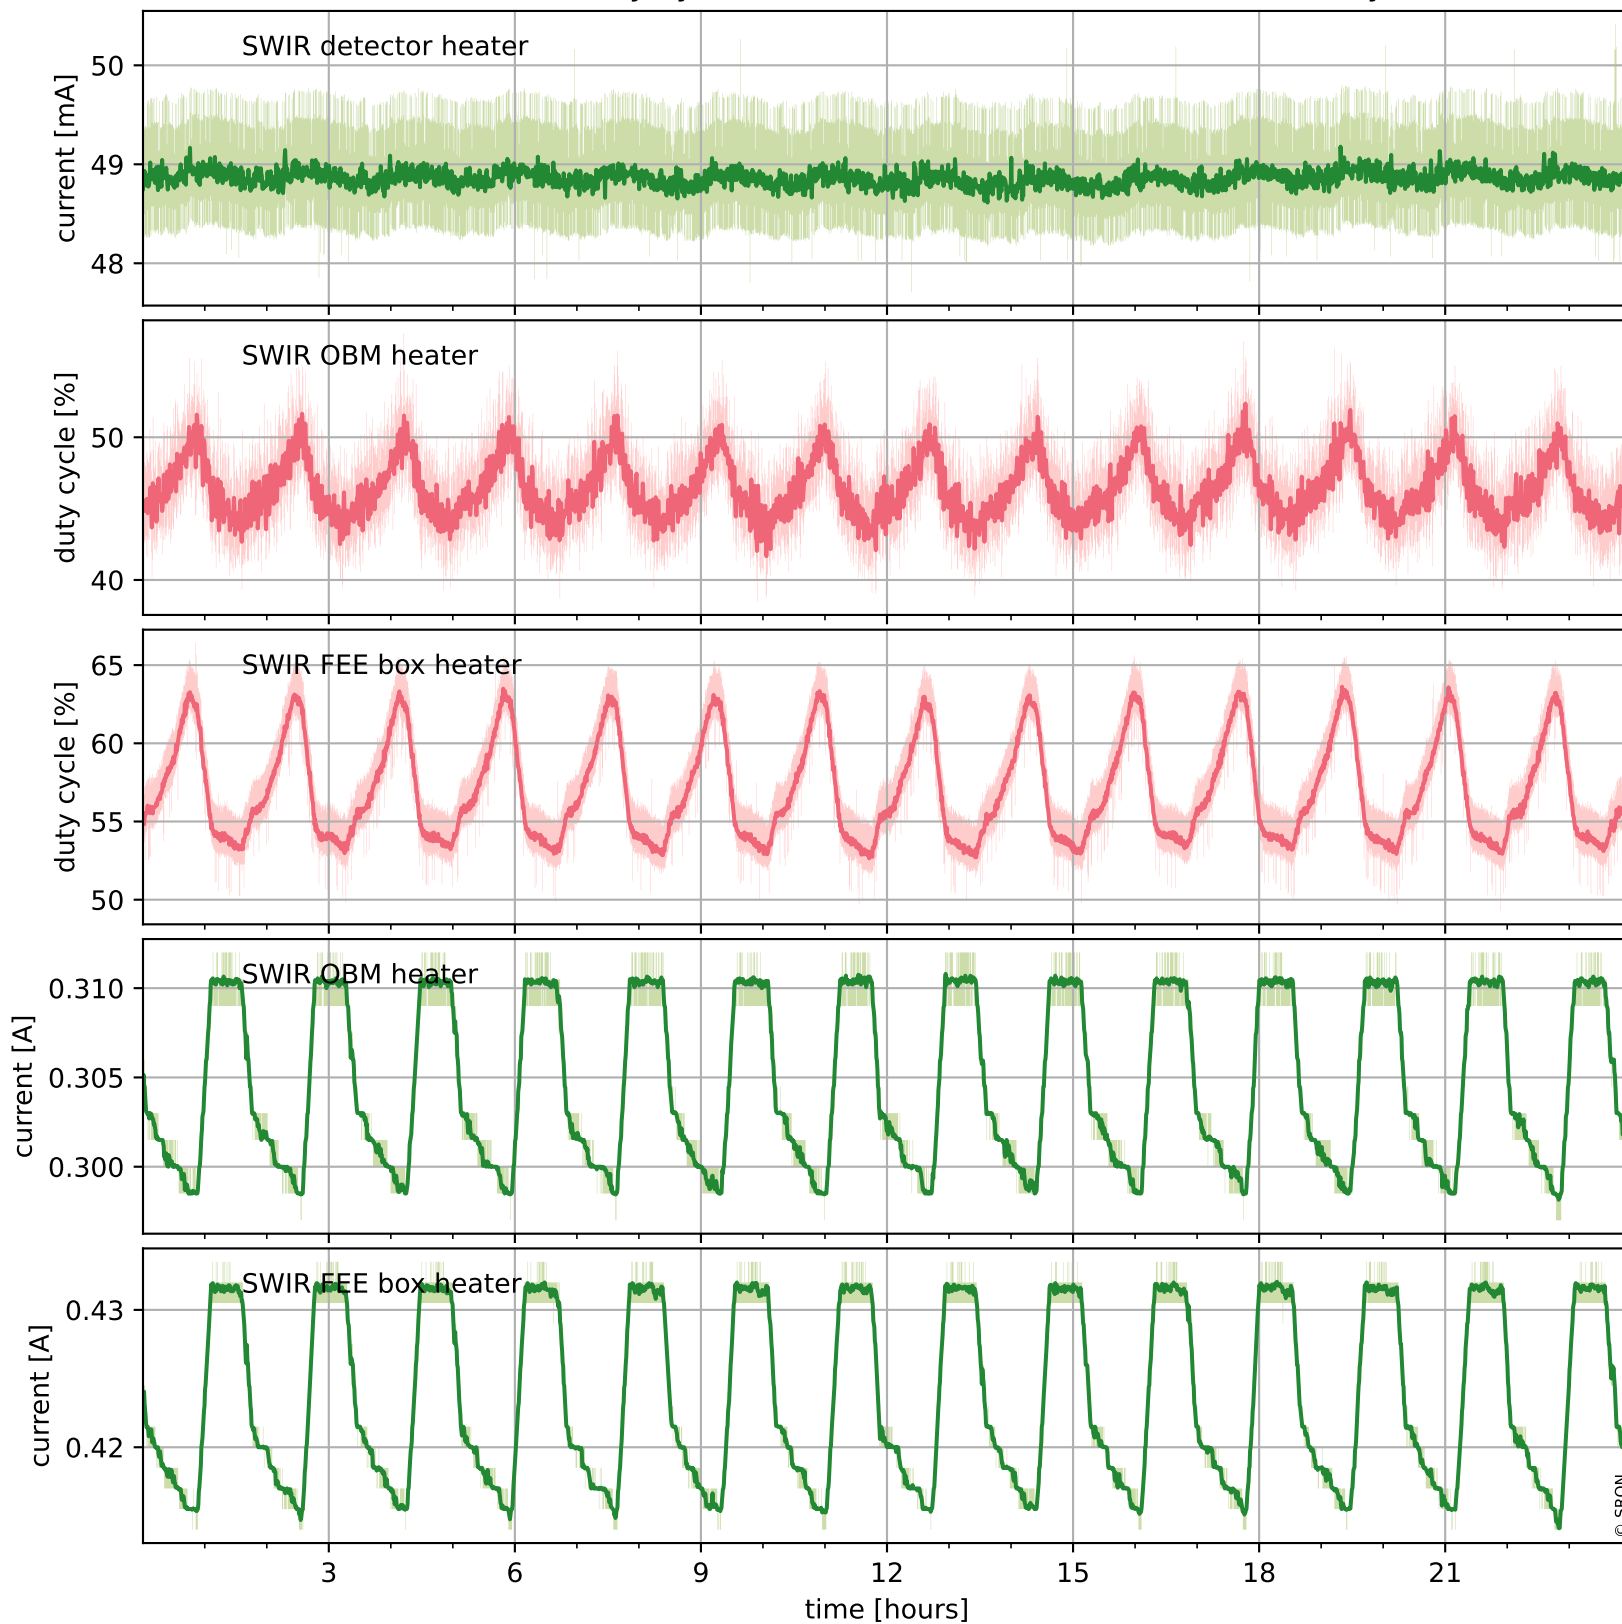 SWIR detector heater
current [mA]
50
49
48
SWIR OBM heater
duty cycle [%]
50
40
SWIR FEE box heater
duty cycle [%]
65
60
55
50
SWIR OBM heater
current [A]
0.310
0.305
0.300
SWIR FEE box heater
current [A]
0.43
0.42
3 6 9 12 15 18 21
time [hours]
© SRON